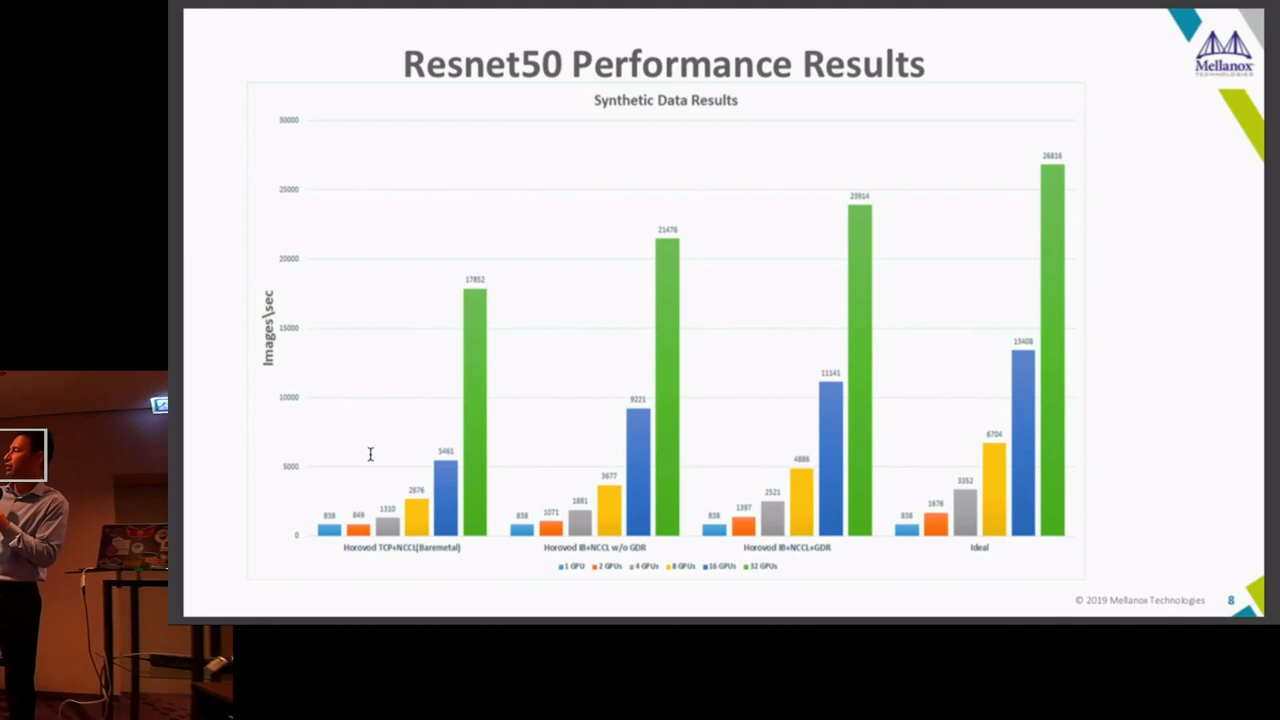 Resnet50 Performance Results
Mellanox
TECHNOLOGIES
Synthetic Data Results
30000
25000
20000
15000
10000
5000
0
Images\sec
838
849
1310
2676
5461
17852
838
1071
1881
3677
9221
21476
838
1397
2521
4886
11141
23914
838
1676
3352
6704
13408
26816
Horovod TCP+NCCL(Baremetal)
Horovod IB+NCCL w/o GDR
Horovod IB+NCCL+GDR
Ideal
1 GPU 2 GPUs 4 GPUs 8 GPUs 16 GPUs 32 GPUs
© 2019 Mellanox Technologies 8